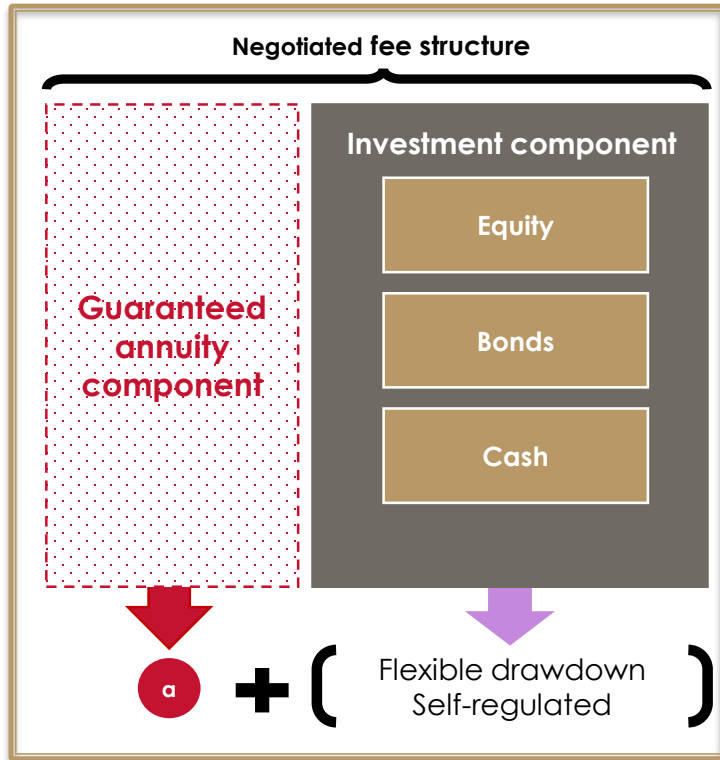 Negotiated fee structure
Investment component
Equity
Guaranteed
annuity
component
Bonds
Cash
a + ( Flexible drawdown
Self-regulated )